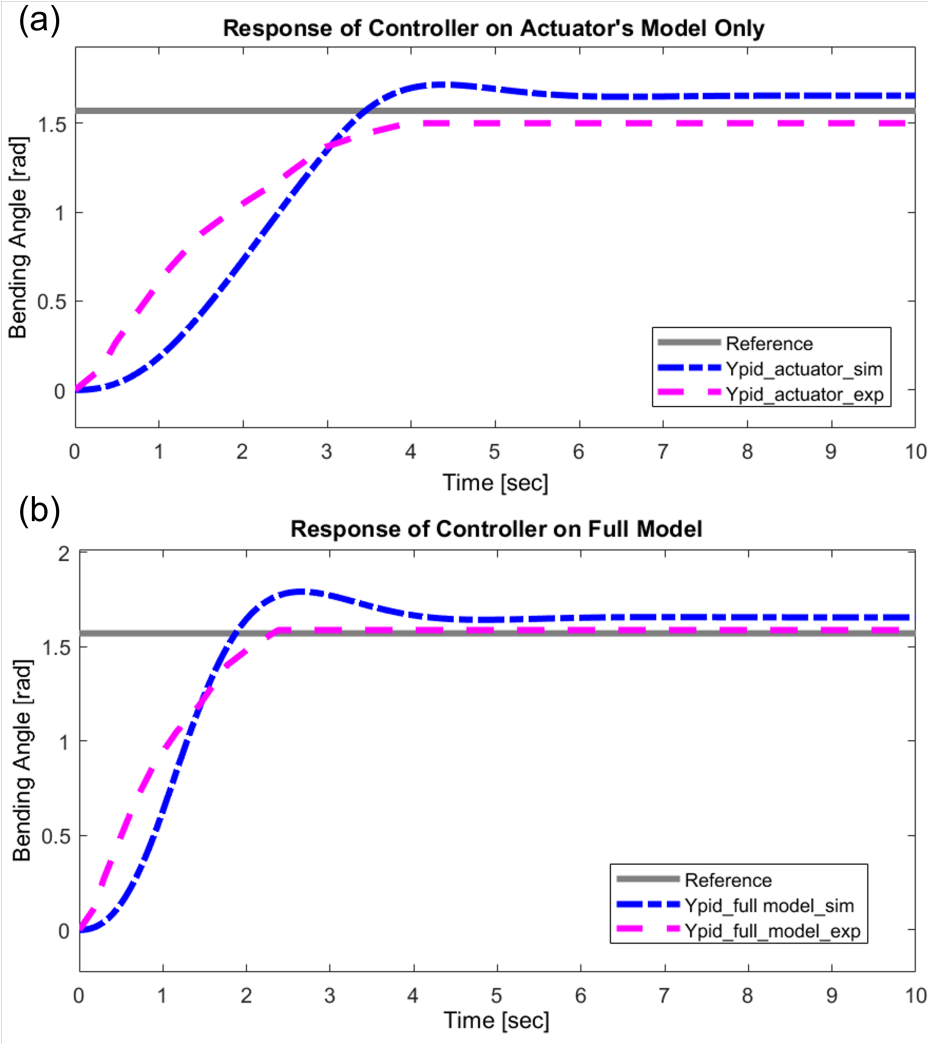 (a)
Response of Controller on Actuator's Model Only
Bending Angle [rad]
1.5
1
0.5
0
Reference
Ypid_actuator_sim
Ypid_actuator_exp
0 1 2 3 4 5 6 7 8 9 10
Time [sec]
(b)
Response of Controller on Full Model
Bending Angle [rad]
2
1.5
1
0.5
0
Reference
Ypid_full model_sim
Ypid_full_model_exp
0 1 2 3 4 5 6 7 8 9 10
Time [sec]